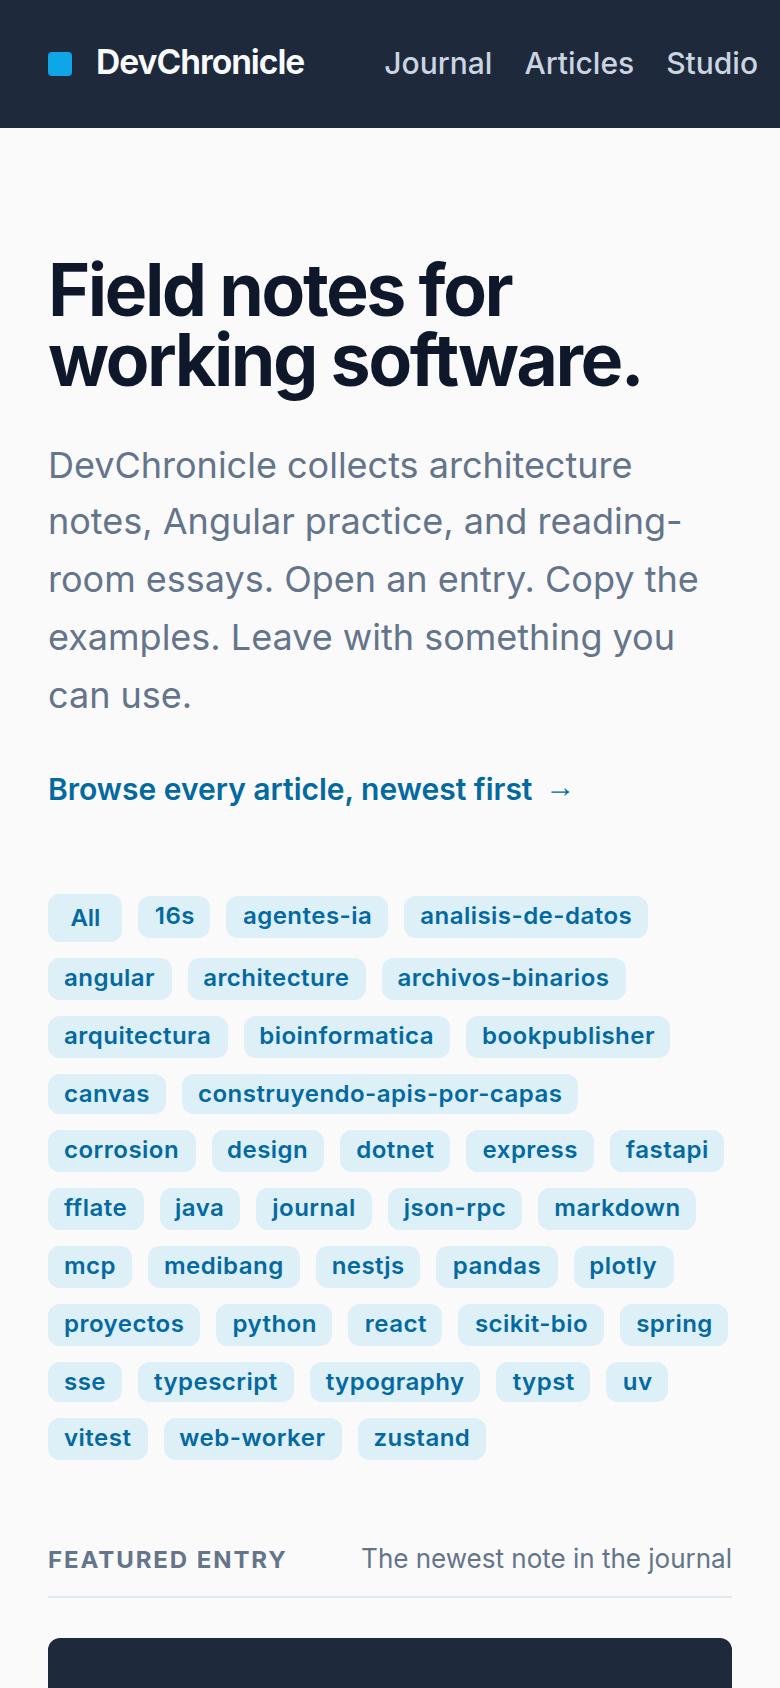 DevChronicle Journal Articles Studio
Field notes for
working software.
DevChronicle collects architecture
notes, Angular practice, and reading-
room essays. Open an entry. Copy the
examples. Leave with something you
can use.
Browse every article, newest first →
All 16s agentes-ia analisis-de-datos
angular architecture archivos-binarios
arquitectura bioinformatica bookpublisher
canvas construyendo-apis-por-capas
corrosion design dotnet express fastapi
fflate java journal json-rpc markdown
mcp medibang nestjs pandas plotly
proyectos python react scikit-bio spring
sse typescript typography typst uv
vitest web-worker zustand
FEATURED ENTRY The newest note in the journal